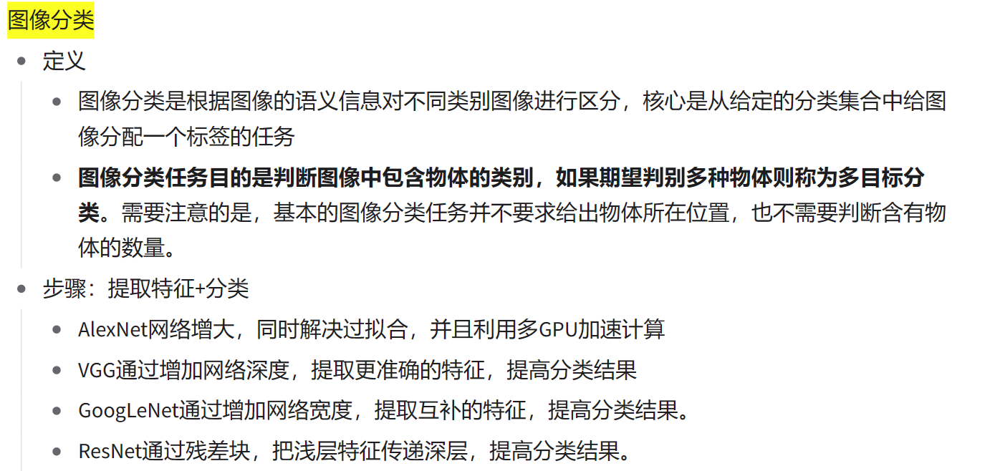 图像分类
定义
图像分类是根据图像的语义信息对不同类别图像进行区分，核心是从给定的分类集合中给图
像分配一个标签的任务
图像分类任务目的是判断图像中包含物体的类别，如果期望判别多种物体则称为多目标分
类。需要注意的是，基本的图像分类任务并不要求给出物体所在位置，也不需要判断含有物
体的数量。
步骤：提取特征+分类
AlexNet网络增大，同时解决过拟合，并且利用多GPU加速计算
VGG通过增加网络深度，提取更准确的特征，提高分类结果
GoogLeNet通过增加网络宽度，提取互补的特征，提高分类结果。
ResNet通过残差块，把浅层特征传递深层，提高分类结果。